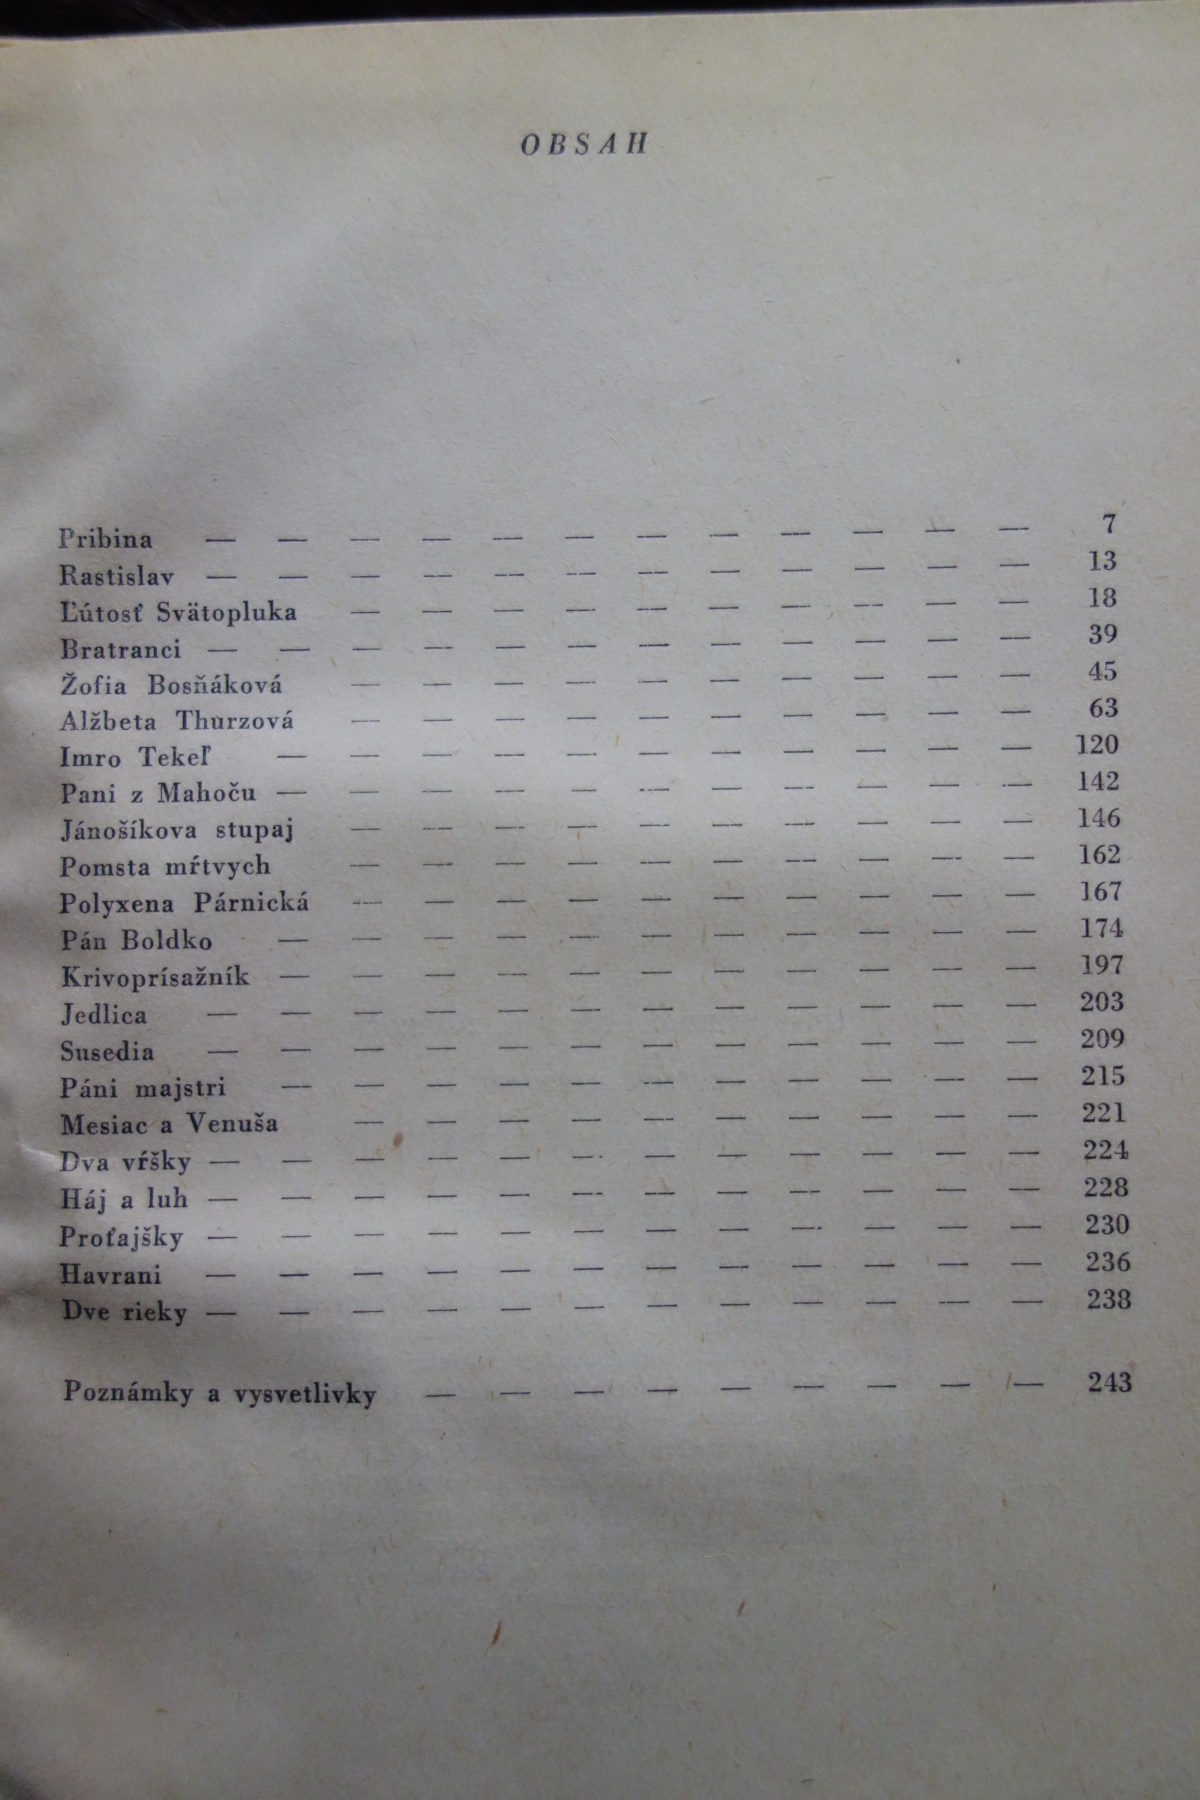 OBSAH
Pribina — — — — — — — — — — — — 7
Rastislav — — — — — — — — — — — — 13
Ľútosť Svätopluka — — — — — — — — — — 18
Bratranci — — — — — — — — — — — — 39
Žofia Bosňáková — — — — — — — — — — 45
Alžbeta Thurzová — — — — — — — — — — 63
Imro Tekeľ — — — — — — — — — — — 120
Pani z Mahoču — — — — — — — — — — — 142
Jánošíkova stupaj — — — — — — — — — — 146
Pomsta mŕtvych — — — — — — — — — — 162
Polyxena Párnická — — — — — — — — — — 167
Pán Boldko — — — — — — — — — — — 174
Krivoprísažník — — — — — — — — — — — 197
Jedlica — — — — — — — — — — — — 203
Susedia — — — — — — — — — — — — 209
Páni majstri — — — — — — — — — — — 215
Mesiac a Venuša — — — — — — — — — — 221
Dva vŕšky — — — — — — — — — — — — 224
Háj a luh — — — — — — — — — — — — 228
Proťajšky — — — — — — — — — — — — 230
Havrani — — — — — — — — — — — — 236
Dve rieky — — — — — — — — — — — — 238
Poznámky a vysvetlivky — — — — — — — — — 243